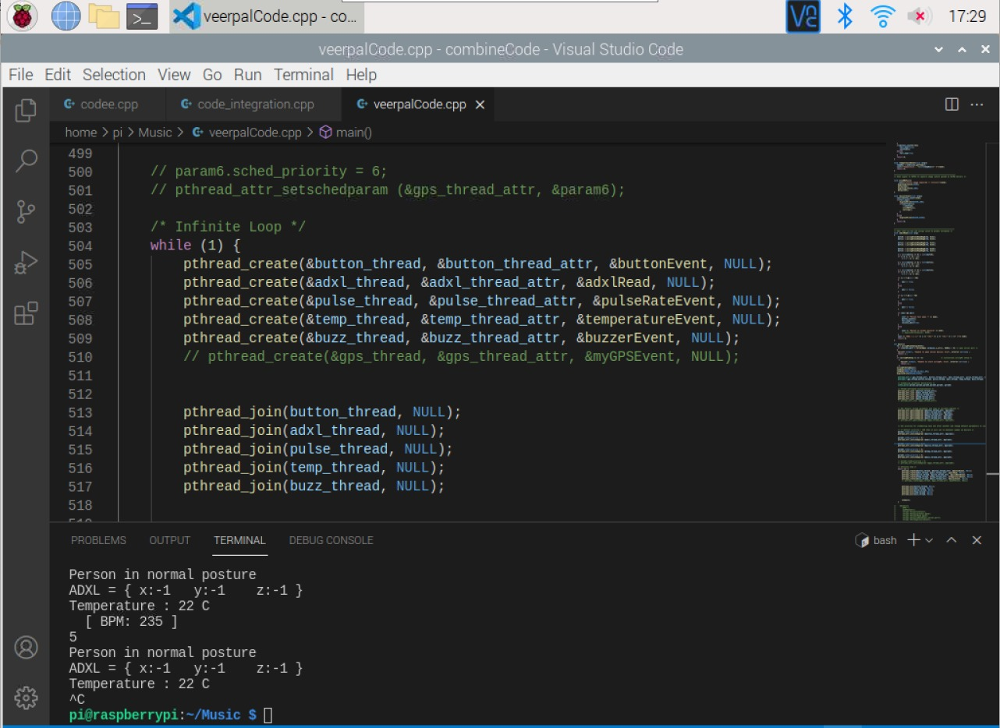 veerpalCode.cpp - co...
17:29
veerpalCode.cpp - combineCode - Visual Studio Code
File Edit Selection View Go Run Terminal Help
codee.cpp code_integration.cpp veerpalCode.cpp
home > pi > Music > veerpalCode.cpp > main()
499
500 // param6.sched_priority = 6;
501 // pthread_attr_setschedparam (&gps_thread_attr, &param6);
502
503 /* Infinite Loop */
504 while (1) {
505 pthread_create(&button_thread, &button_thread_attr, &buttonEvent, NULL);
506 pthread_create(&adxl_thread, &adxl_thread_attr, &adxlRead, NULL);
507 pthread_create(&pulse_thread, &pulse_thread_attr, &pulseRateEvent, NULL);
508 pthread_create(&temp_thread, &temp_thread_attr, &temperatureEvent, NULL);
509 pthread_create(&buzz_thread, &buzz_thread_attr, &buzzerEvent, NULL);
510 // pthread_create(&gps_thread, &gps_thread_attr, &myGPSEvent, NULL);
511
512
513 pthread_join(button_thread, NULL);
514 pthread_join(adxl_thread, NULL);
515 pthread_join(pulse_thread, NULL);
516 pthread_join(temp_thread, NULL);
517 pthread_join(buzz_thread, NULL);
518
PROBLEMS OUTPUT TERMINAL DEBUG CONSOLE bash
Person in normal posture
ADXL = { x:-1 y:-1 z:-1 }
Temperature : 22 C
[ BPM: 235 ]
5
Person in normal posture
ADXL = { x:-1 y:-1 z:-1 }
Temperature : 22 C
^C
pi@raspberrypi:~/Music $